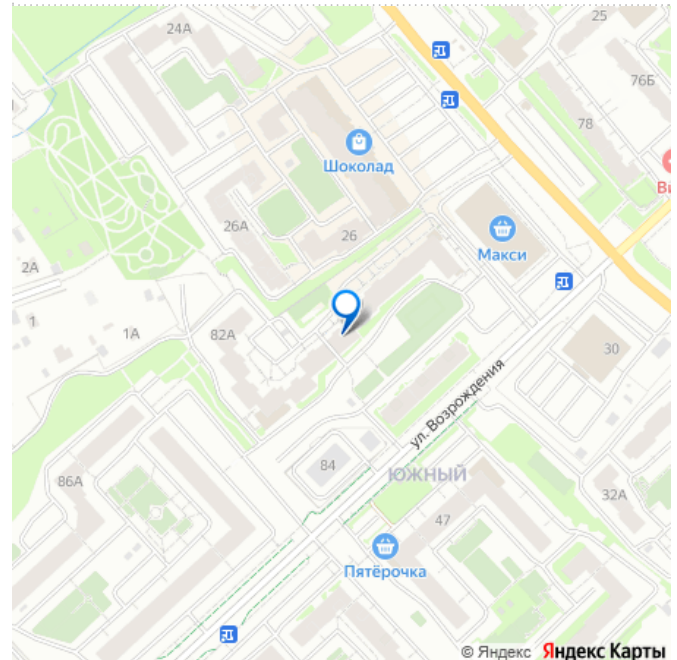 24А
25
76Б
78
Шоколад
Ви
26А
26
Макси
2А
1
1А
82А
30
ул. Возрождения
84
ЮЖНЫЙ
86А
32А
47
Пятёрочка
© Яндекс Яндекс Карты